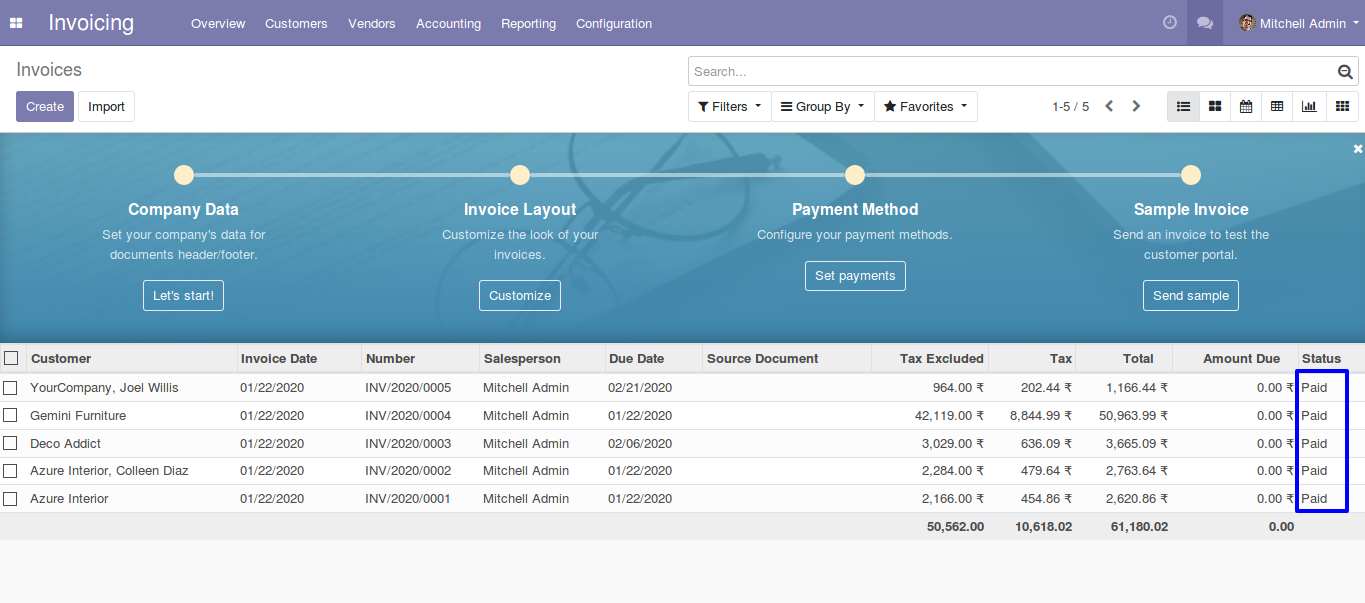 Invoicing Overview Customers Vendors Accounting Reporting Configuration Mitchell Admin
Invoices Search...
Create Import Filters Group By Favorites 1-5 / 5
Company Data Invoice Layout Payment Method Sample Invoice
Set your company's data for Customize the look of your Configure your payment methods. Send an invoice to test the
documents header/footer. invoices. customer portal.
Let's start! Customize Set payments Send sample
Customer Invoice Date Number Salesperson Due Date Source Document Tax Excluded Tax Total Amount Due Status
YourCompany, Joel Willis 01/22/2020 INV/2020/0005 Mitchell Admin 02/21/2020 964.00 ₹ 202.44 ₹ 1,166.44 ₹ 0.00 ₹ Paid
Gemini Furniture 01/22/2020 INV/2020/0004 Mitchell Admin 01/22/2020 42,119.00 ₹ 8,844.99 ₹ 50,963.99 ₹ 0.00 ₹ Paid
Deco Addict 01/22/2020 INV/2020/0003 Mitchell Admin 02/06/2020 3,029.00 ₹ 636.09 ₹ 3,665.09 ₹ 0.00 ₹ Paid
Azure Interior, Colleen Diaz 01/22/2020 INV/2020/0002 Mitchell Admin 01/22/2020 2,284.00 ₹ 479.64 ₹ 2,763.64 ₹ 0.00 ₹ Paid
Azure Interior 01/22/2020 INV/2020/0001 Mitchell Admin 01/22/2020 2,166.00 ₹ 454.86 ₹ 2,620.86 ₹ 0.00 ₹ Paid
50,562.00 10,618.02 61,180.02 0.00